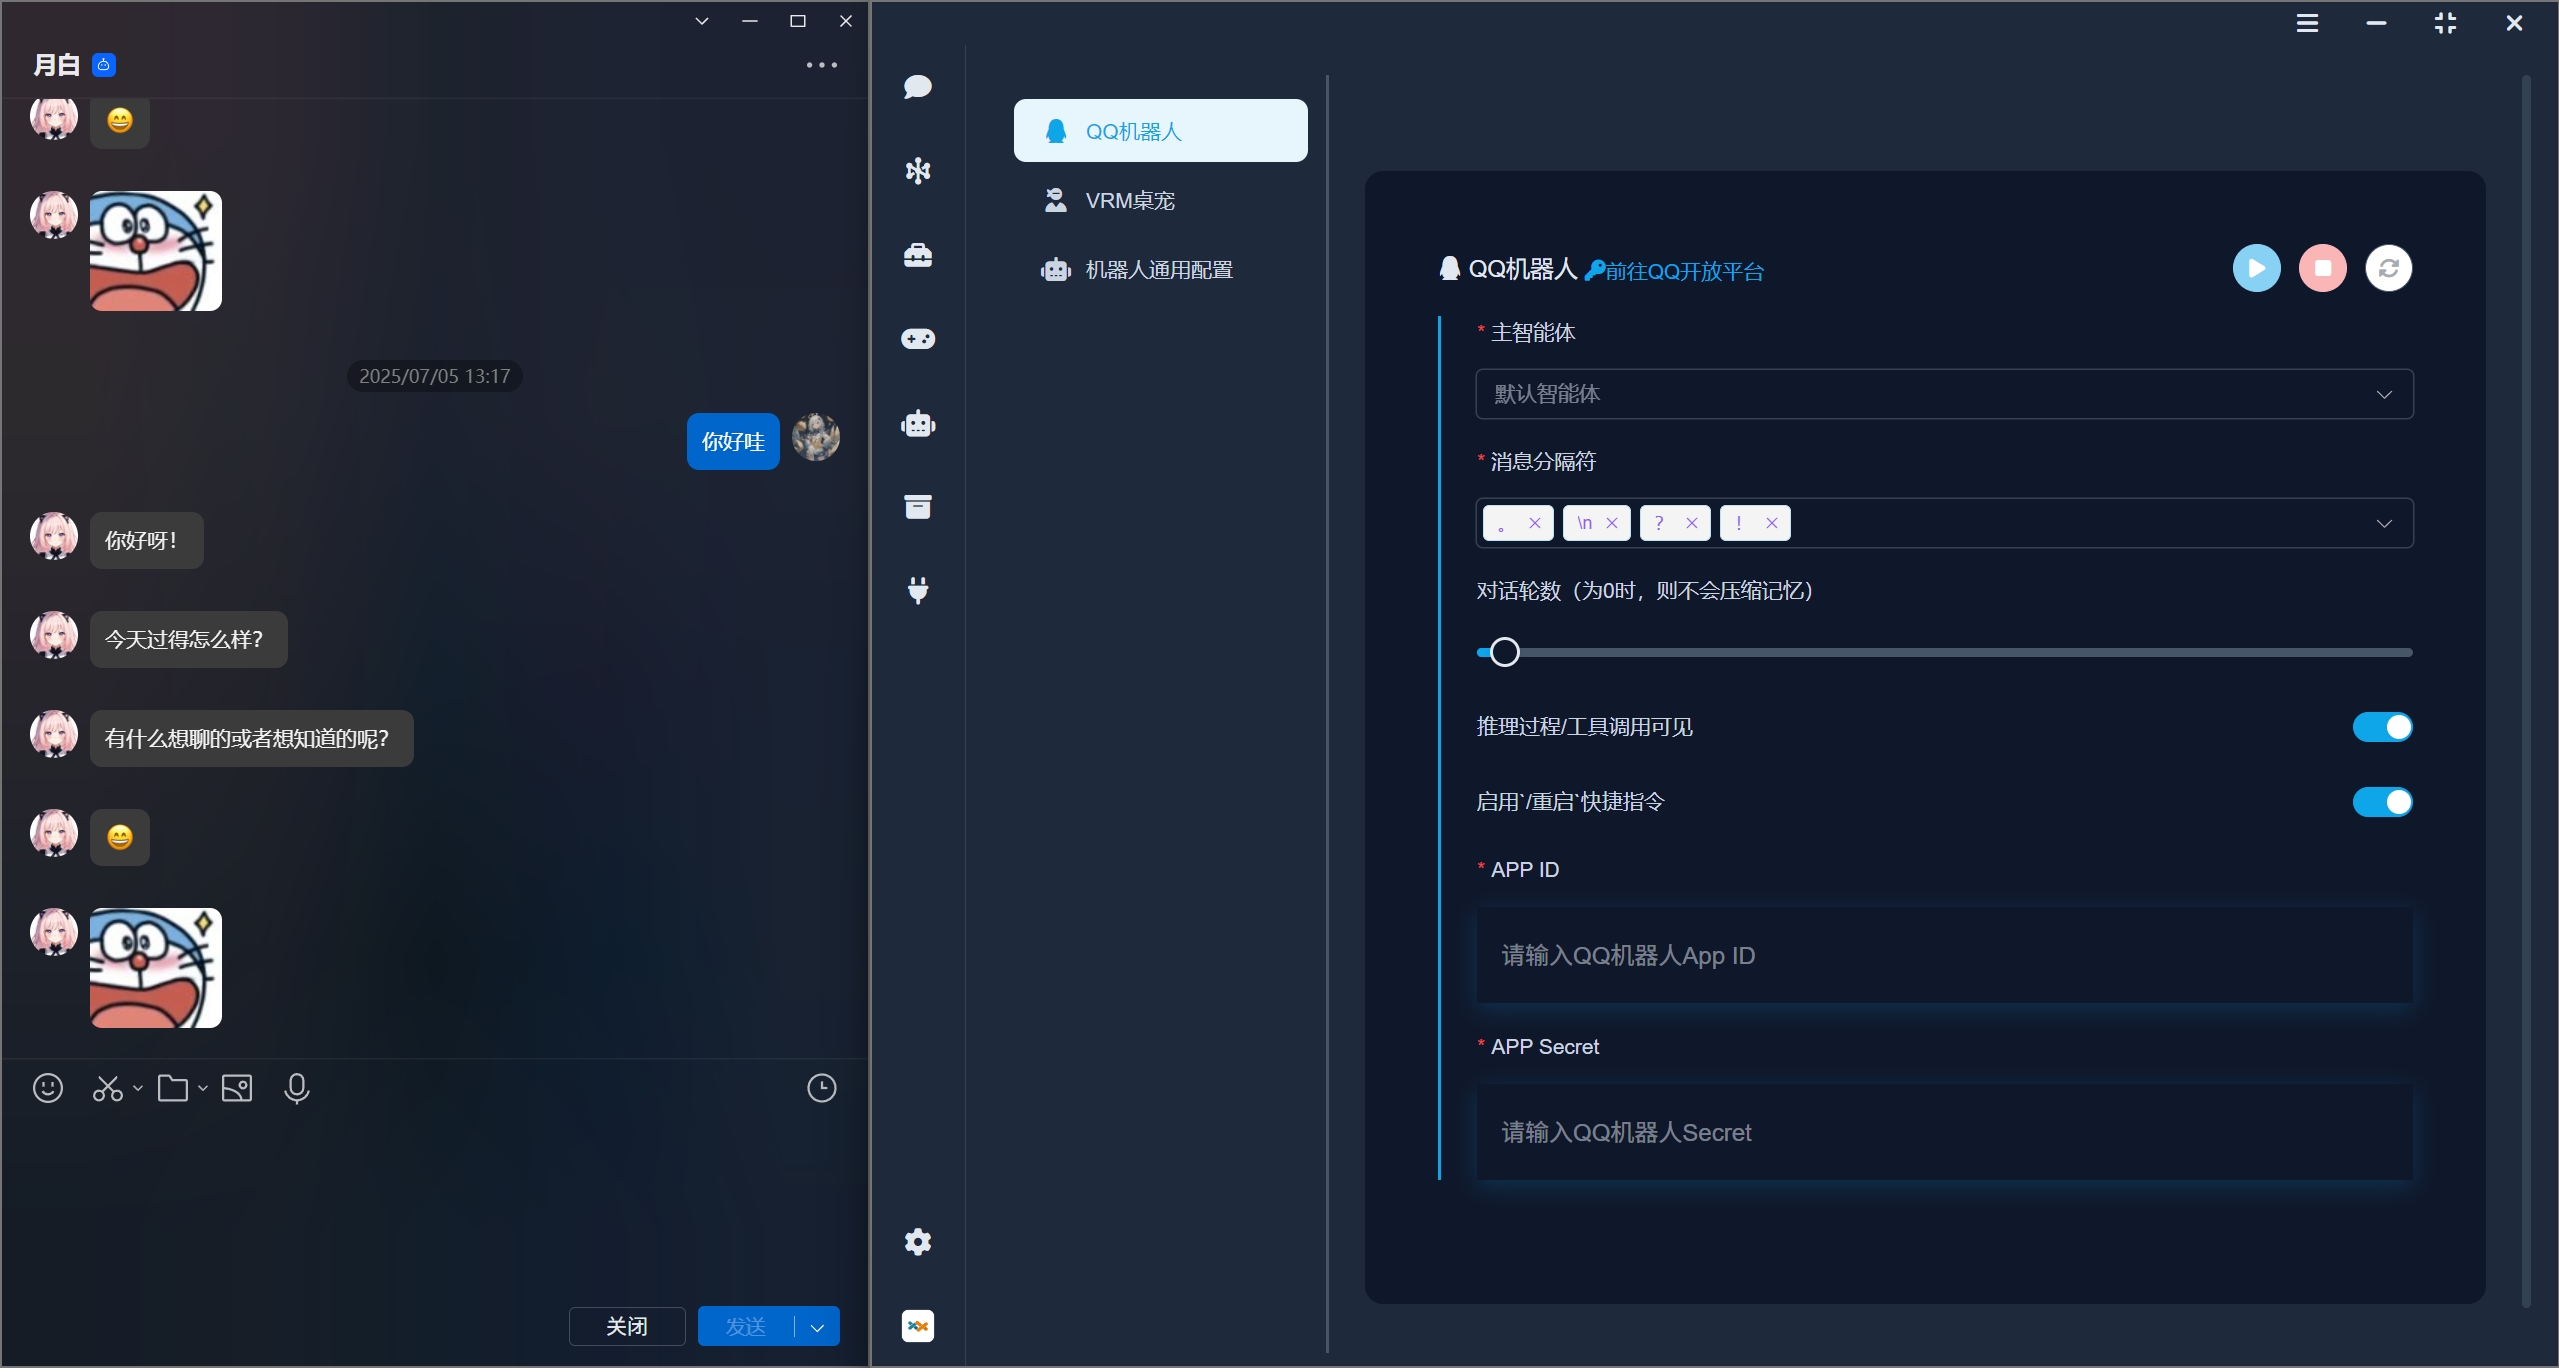 月白
2025/07/05 13:17
你好哇
你好呀！
今天过得怎么样？
有什么想聊的或者想知道的呢？
关闭
发送
QQ机器人
VRM桌宠
机器人通用配置
QQ机器人 前往QQ开放平台
* 主智能体
默认智能体
* 消息分隔符
。 \n ？ ！
对话轮数（为0时，则不会压缩记忆）
推理过程/工具调用可见
启用`/重启`快捷指令
* APP ID
请输入QQ机器人App ID
* APP Secret
请输入QQ机器人Secret